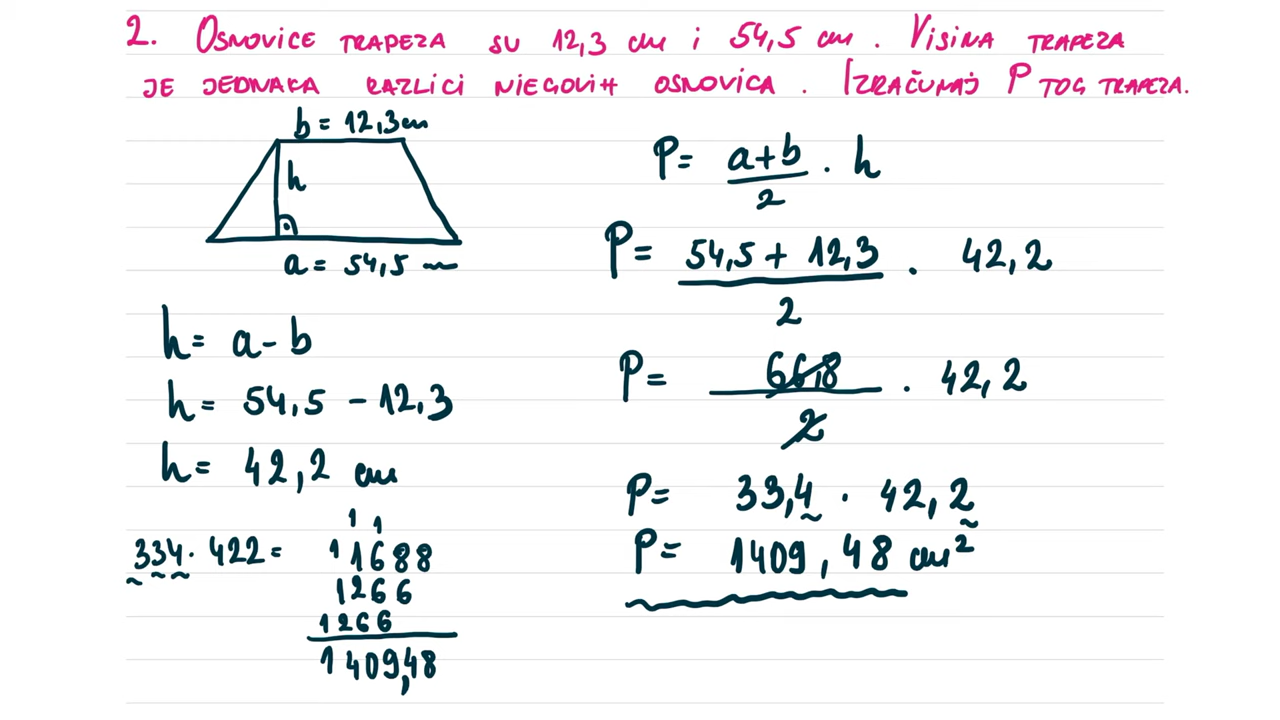 2. OSNOVICE TRAPEZA SU 12,3 cm i 54,5 cm. VISINA TRAPEZA
JE JEDNAKA RAZLICI NJEGOVIH OSNOVICA. IZRAČUNAJ P TOG TRAPEZA.
b = 12,3 cm
h
a = 54,5 cm
h = a - b
h = 54,5 - 12,3
h = 42,2 cm
334 · 422 =
1 1
1 1688
1266
1266
1409,48
P = a+b
2
· h
P = 54,5 + 12,3
2
· 42,2
P = 66,8
2
· 42,2
P = 33,4 · 42,2
P = 1409,48 cm²